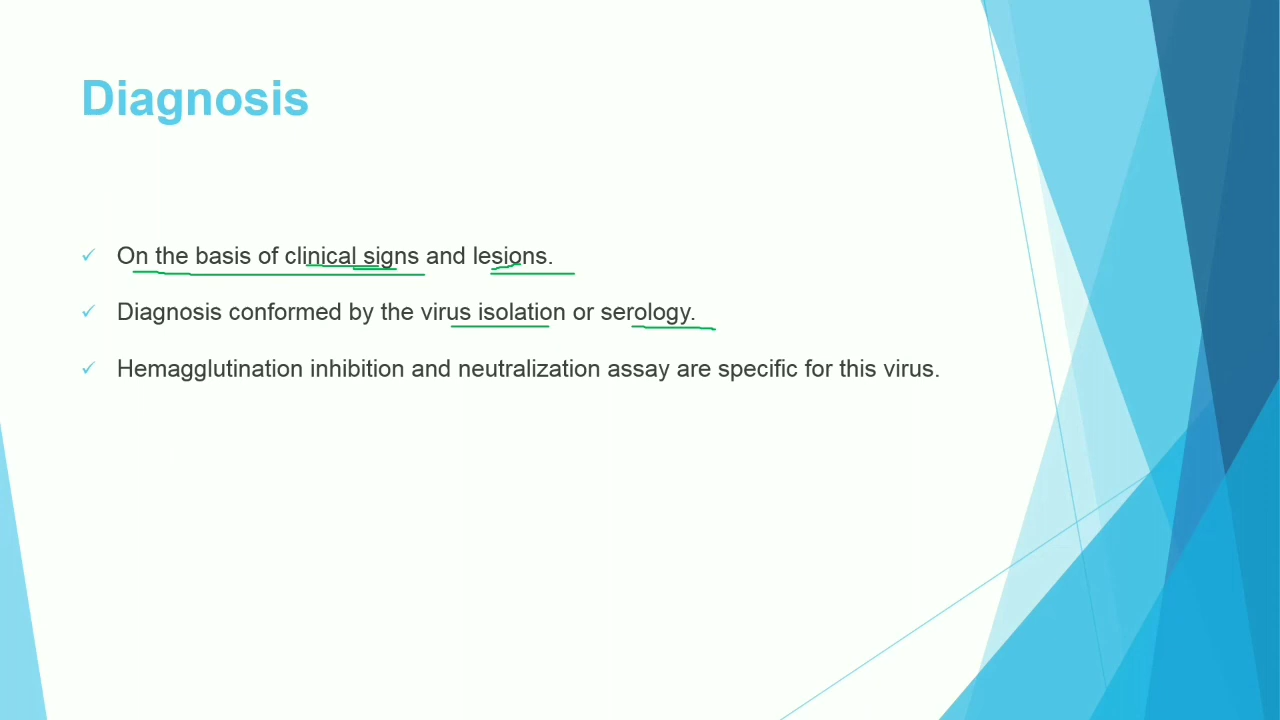 Diagnosis
On the basis of clinical signs and lesions.
Diagnosis conformed by the virus isolation or serology.
Hemagglutination inhibition and neutralization assay are specific for this virus.